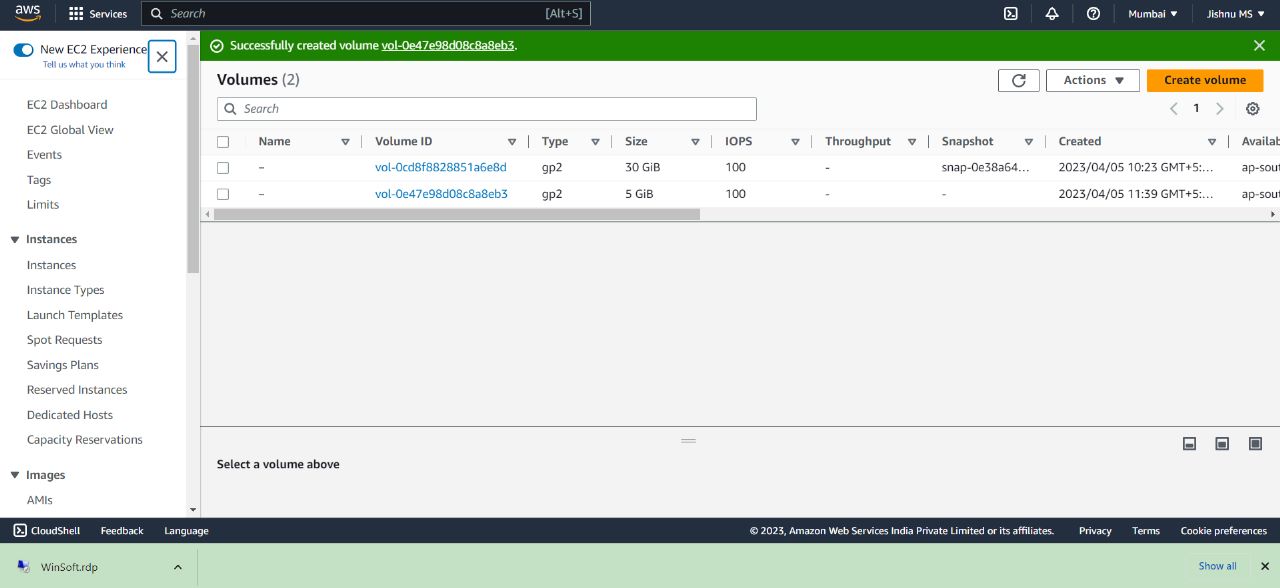 aws Services Search [Alt+S] Mumbai ▼ Jishnu MS ▼
New EC2 Experience
Tell us what you think
EC2 Dashboard
EC2 Global View
Events
Tags
Limits
Instances
Instances
Instance Types
Launch Templates
Spot Requests
Savings Plans
Reserved Instances
Dedicated Hosts
Capacity Reservations
Images
AMIs
Successfully created volume vol-0e47e98d08c8a8eb3.
Volumes (2) Actions ▼ Create volume
Search 1
Name Volume ID Type Size IOPS Throughput Snapshot Created Availab
– vol-0cd8f8828851a6e8d gp2 30 GiB 100 - snap-0e38a64... 2023/04/05 10:23 GMT+5:... ap-sout
– vol-0e47e98d08c8a8eb3 gp2 5 GiB 100 - - 2023/04/05 11:39 GMT+5:... ap-sout
Select a volume above
CloudShell Feedback Language © 2023, Amazon Web Services India Private Limited or its affiliates. Privacy Terms Cookie preferences
WinSoft.rdp Show all